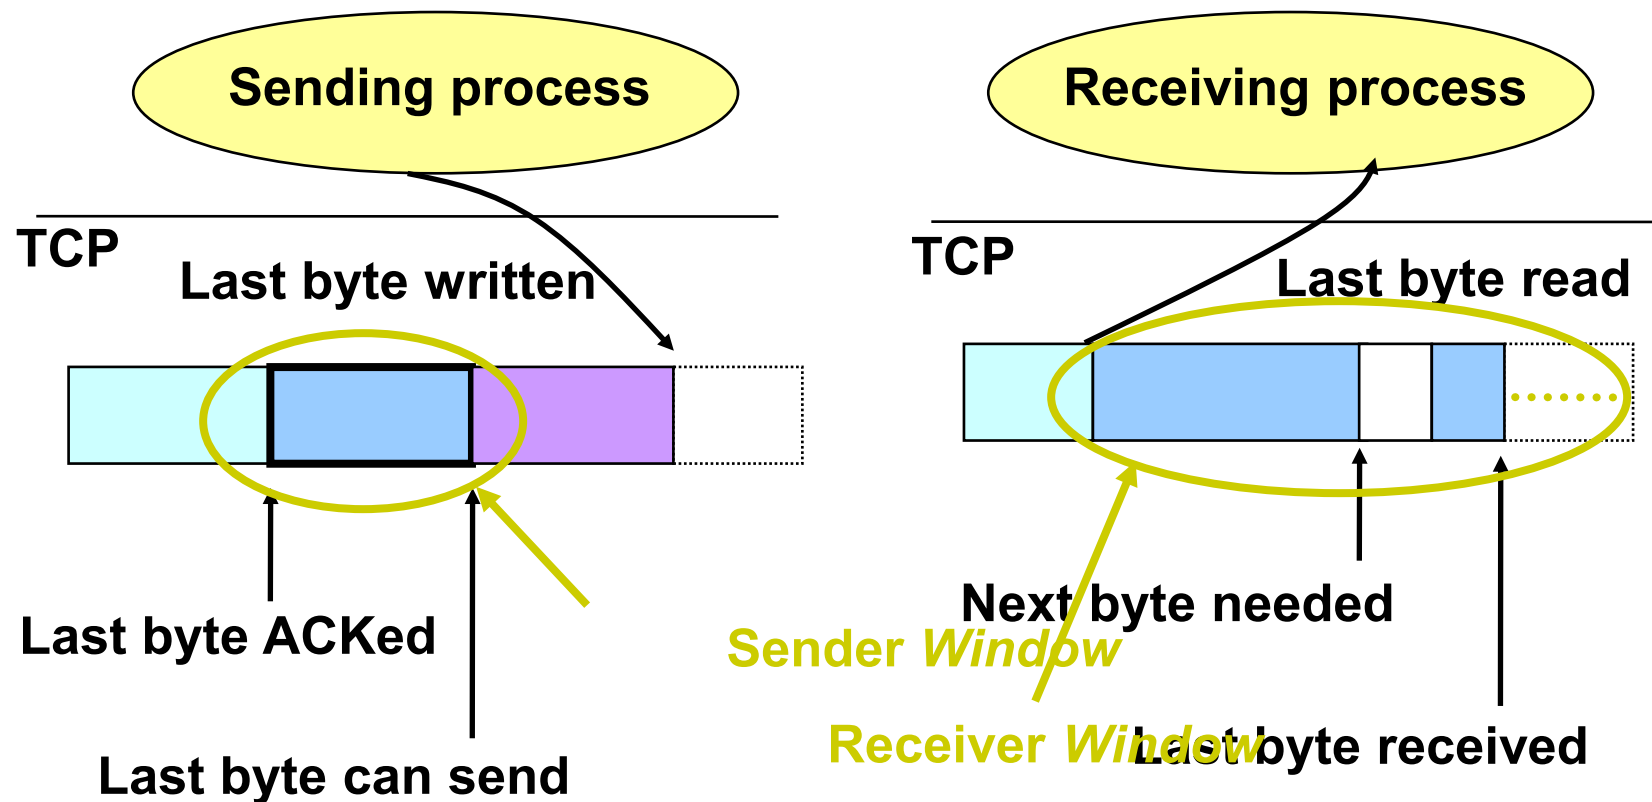 Sending process
Receiving process
TCP
TCP
Last byte written
Last byte read
Next byte needed
Last byte ACKed
Sender Window
Receiver Window
Last byte received
Last byte can send